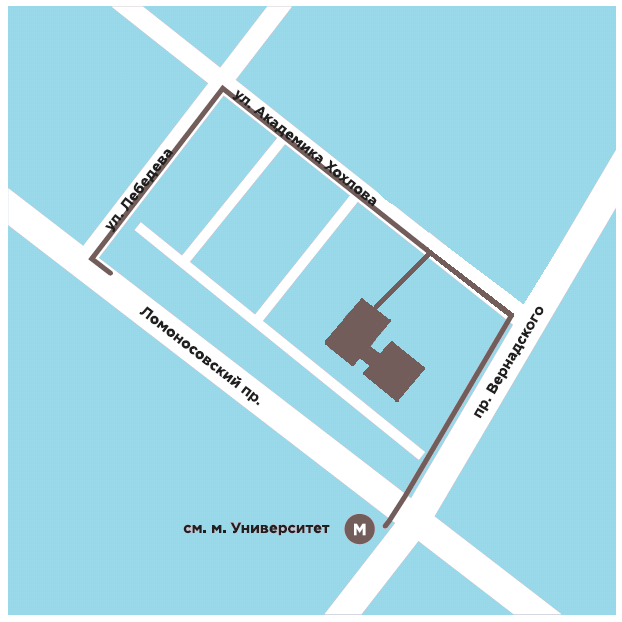 ул. Академика Хохлова
ул. Лебедева
Ломоносовский пр.
пр. Вернадского
см. м. Университет
М